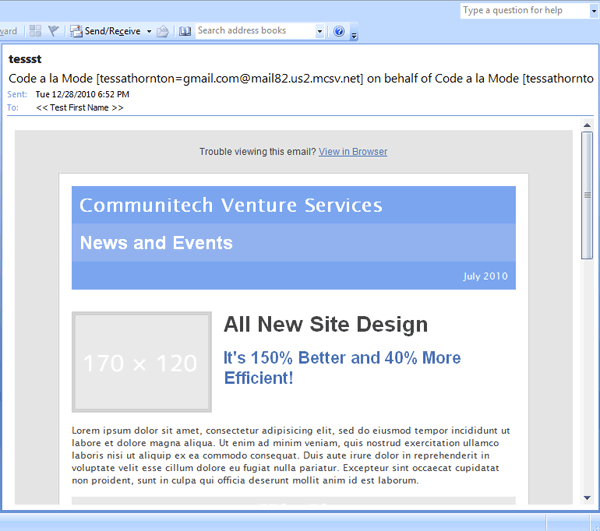 Type a question for help
ward Send/Receive Search address books
tessst
Code a la Mode [tessathornton=gmail.com@mail82.us2.mcsv.net] on behalf of Code a la Mode [tessathornto
Sent: Tue 12/28/2010 6:52 PM
To: << Test First Name >>
Trouble viewing this email? View in Browser
Communitech Venture Services
News and Events
July 2010
170 × 120
All New Site Design
It's 150% Better and 40% More
Efficient!
Lorem ipsum dolor sit amet, consectetur adipisicing elit, sed do eiusmod tempor incididunt ut
labore et dolore magna aliqua. Ut enim ad minim veniam, quis nostrud exercitation ullamco
laboris nisi ut aliquip ex ea commodo consequat. Duis aute irure dolor in reprehenderit in
voluptate velit esse cillum dolore eu fugiat nulla pariatur. Excepteur sint occaecat cupidatat
non proident, sunt in culpa qui officia deserunt mollit anim id est laborum.